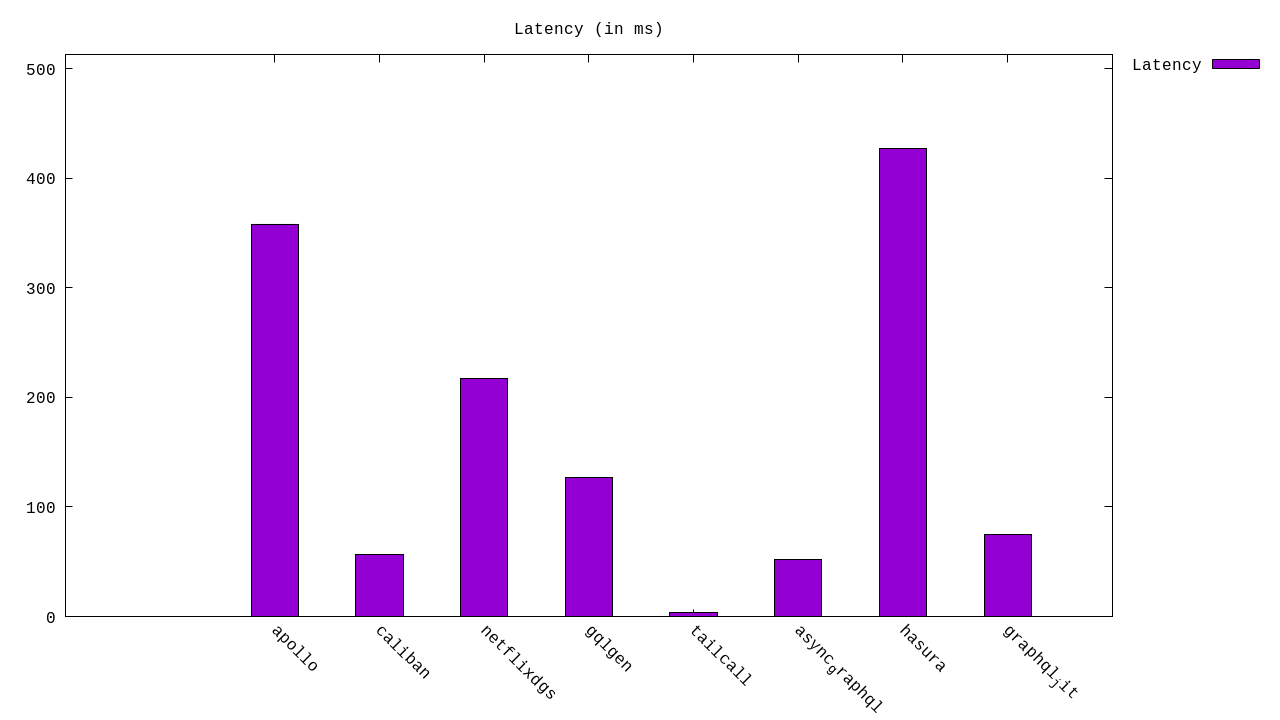 Latency (in ms)
Latency
500
400
300
200
100
0
apollo
caliban
netflixdgs
gqlgen
tailcall
async_graphql
hasura
graphql_jit